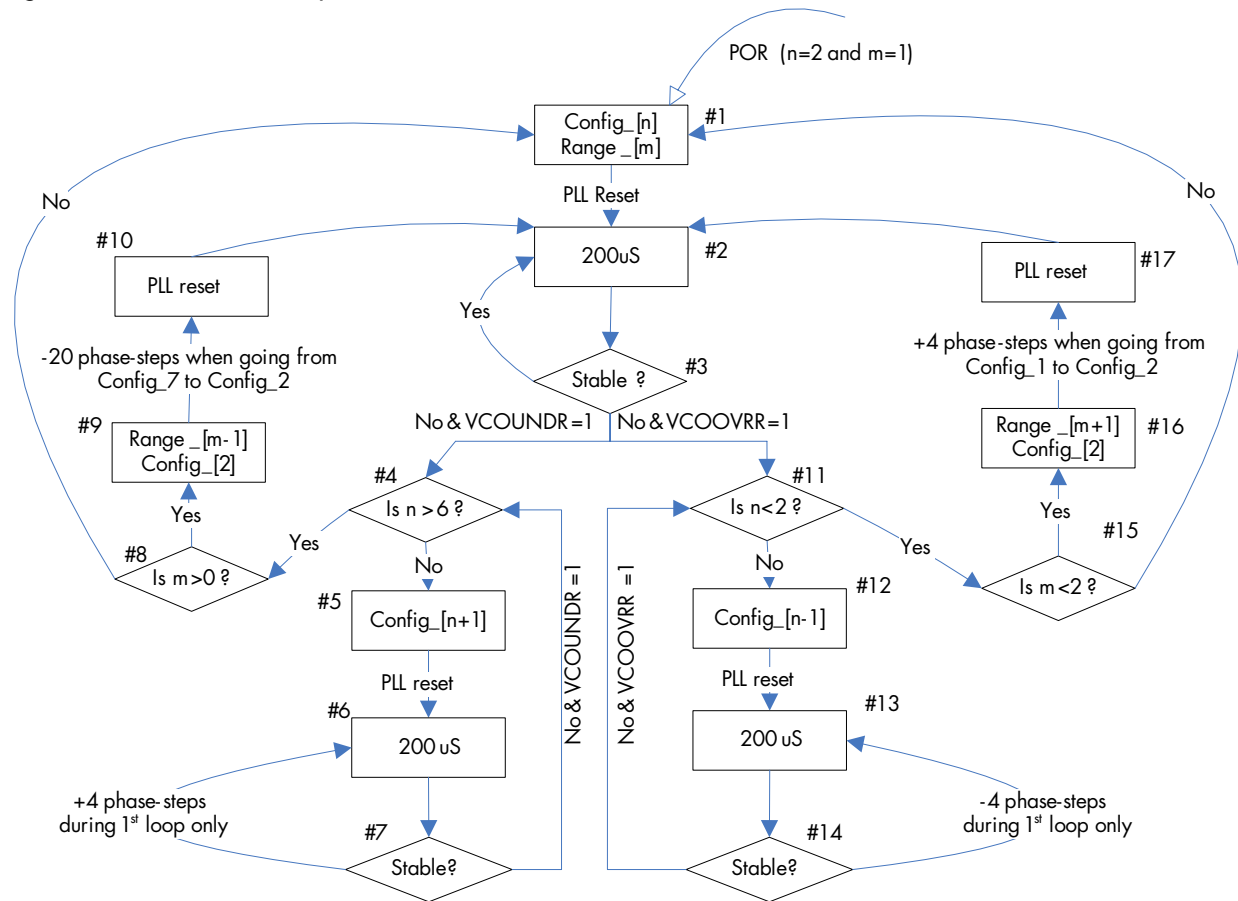 POR (n=2 and m=1)
#1
Config_[n]
Range _[m]
No
PLL Reset
No
#10
200uS
#2
#17
PLL reset
PLL reset
Yes
-20 phase-steps when going from
Config_7 to Config_2
+4 phase-steps when going from
Config_1 to Config_2
Stable ?
#3
No & VCOUNDR =1
No & VCOOVRR =1
#9
Range _[m- 1]
Config_[2]
Range _[m+1]
Config_[2]
#16
#4
#11
Is n >6 ?
Is n<2 ?
Yes
Yes
#8
Yes
Yes
#15
Is m>0 ?
No
No
Is m<2 ?
#5
#12
Config_[n+1]
Config_[n-1]
No & VCOUNDR =1
No & VCOOVRR =1
PLL reset
PLL reset
#6
#13
200 uS
200 uS
+4 phase-steps
during 1st loop only
-4 phase-steps
during 1st loop only
#7
#14
Stable?
Stable?